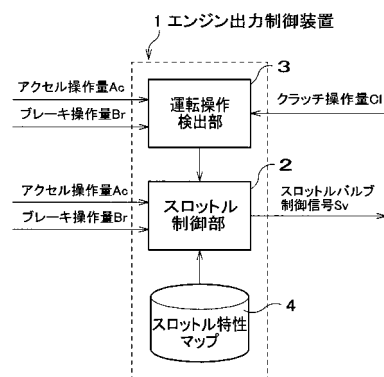 1 エンジン出力制御装置
3
アクセル操作量Ac
ブレーキ操作量Br
運転操作
検出部
クラッチ操作量Cl
2
アクセル操作量Ac
ブレーキ操作量Br
スロットル
制御部
スロットルバルブ
制御信号Sv
4
スロットル特性
マップ